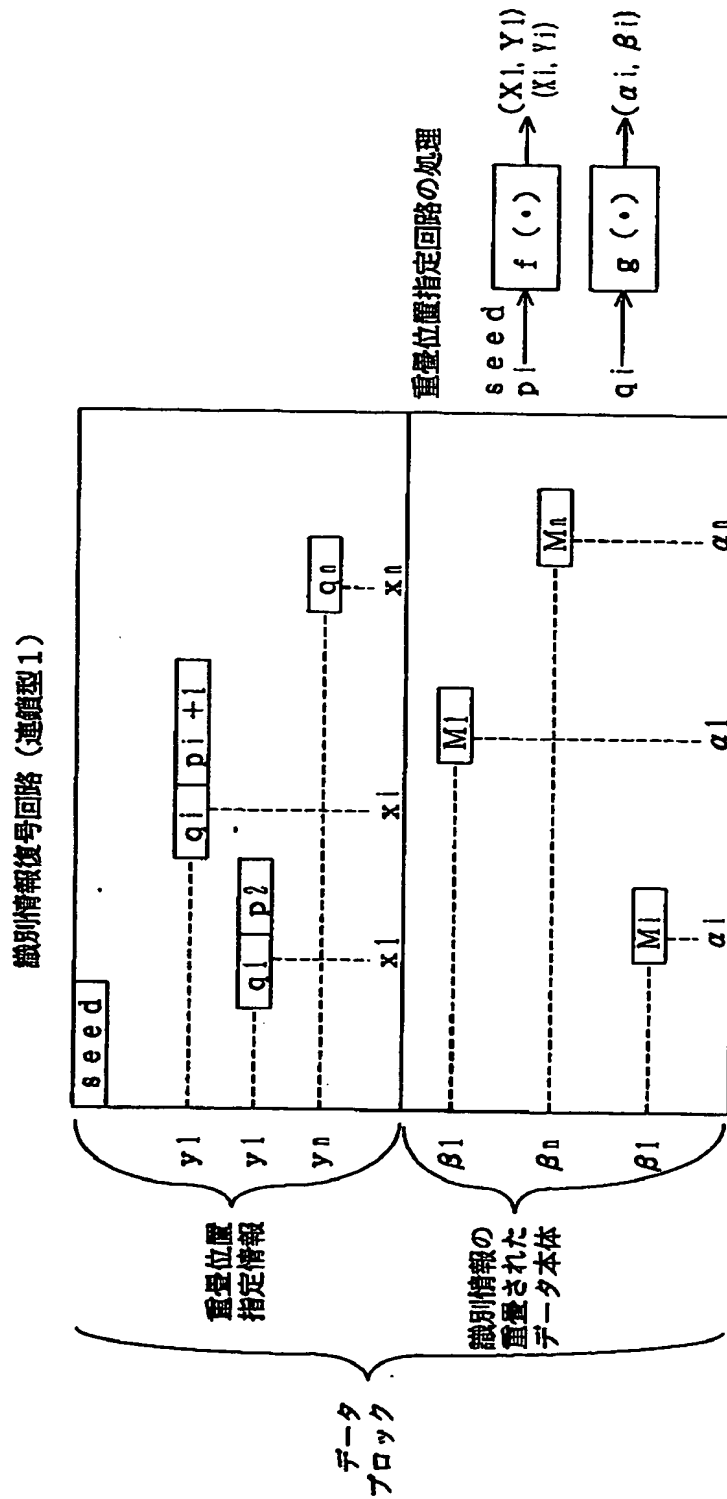 識別情報復号回路（連鎖型1）
seed
y1
qi pi+1
y1
q1 p2
yn
qn
x1
xi
xn
重畳位置
指定情報
β1
M1
βn
Mn
β1
M1
α1
α1
αn
識別情報の
重畳された
データ本体
データ
ブロック
重畳位置指定回路の処理
seed
pi
f (・)
(X1, Y1)
(Xi, Yi)
qi
g (・)
(αi, βi)